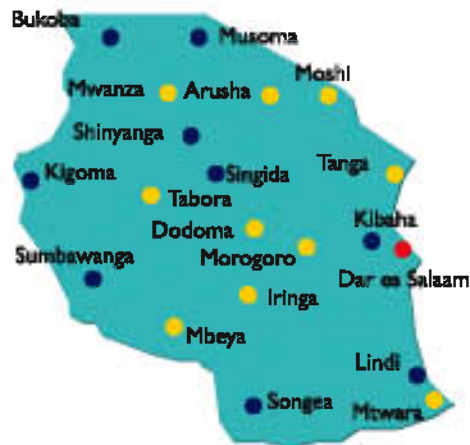 Bukoba
Musoma
Moshi
Mwanza
Arusha
Shinyanga
Kigoma
Singida
Tanga
Tabora
Kibaha
Dodoma
Sumbawanga
Morogoro
Dar es Salaam
Iringa
Mbeya
Lindi
Songea
Mtwara